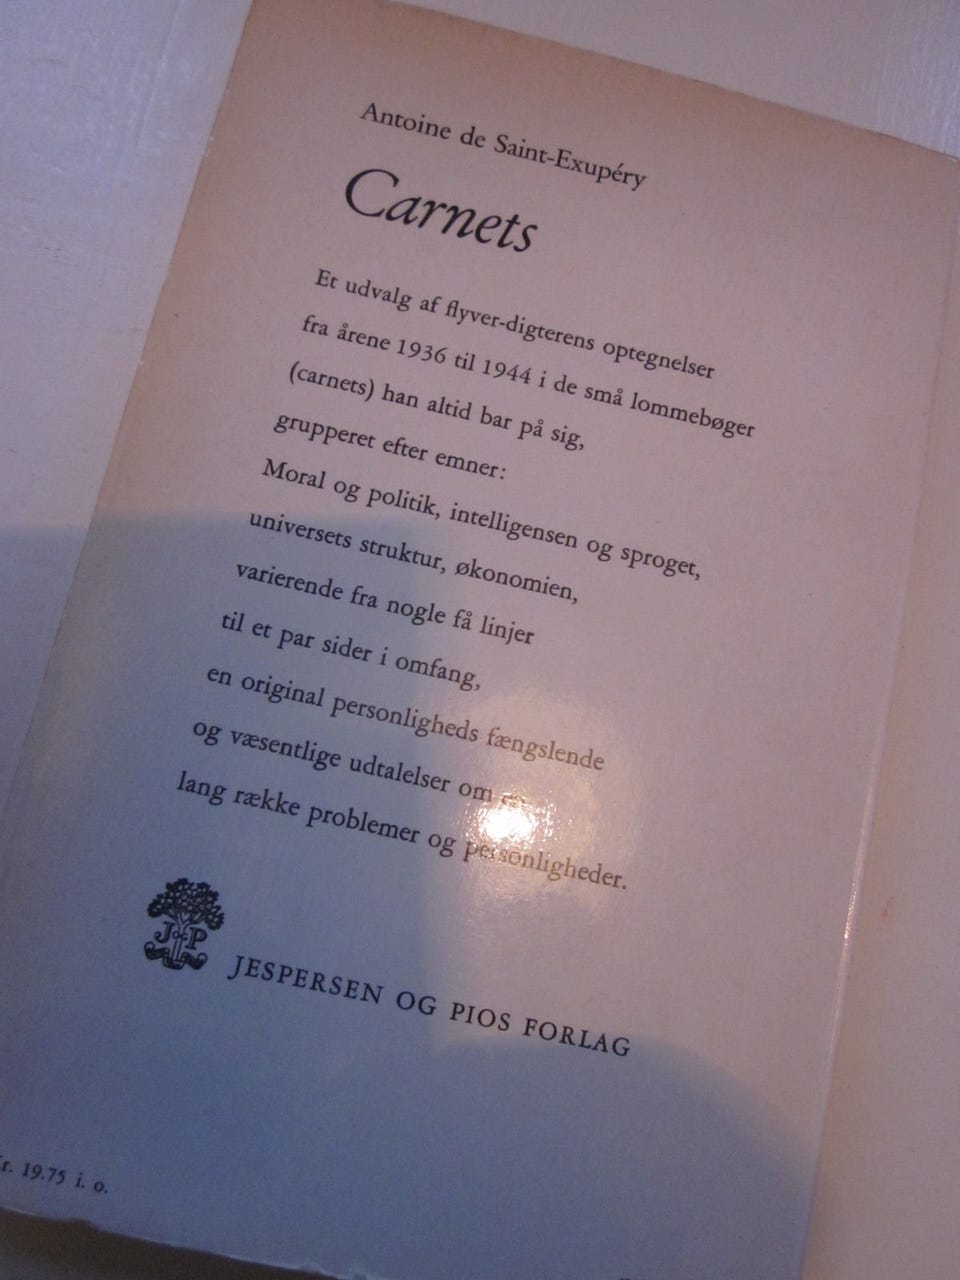 Antoine de Saint-Exupéry
Carnets
Et udvalg af flyver-digterens optegnelser
fra årene 1936 til 1944 i de små lommebøger
(carnets) han altid bar på sig,
grupperet efter emner:
Moral og politik, intelligensen og sproget,
universets struktur, økonomien,
varierende fra nogle få linjer
til et par sider i omfang,
en original personligheds fængslende
og væsentlige udtalelser om en
lang række problemer og personligheder.
J P
JESPERSEN OG PIOS FORLAG
19.75 i. o.